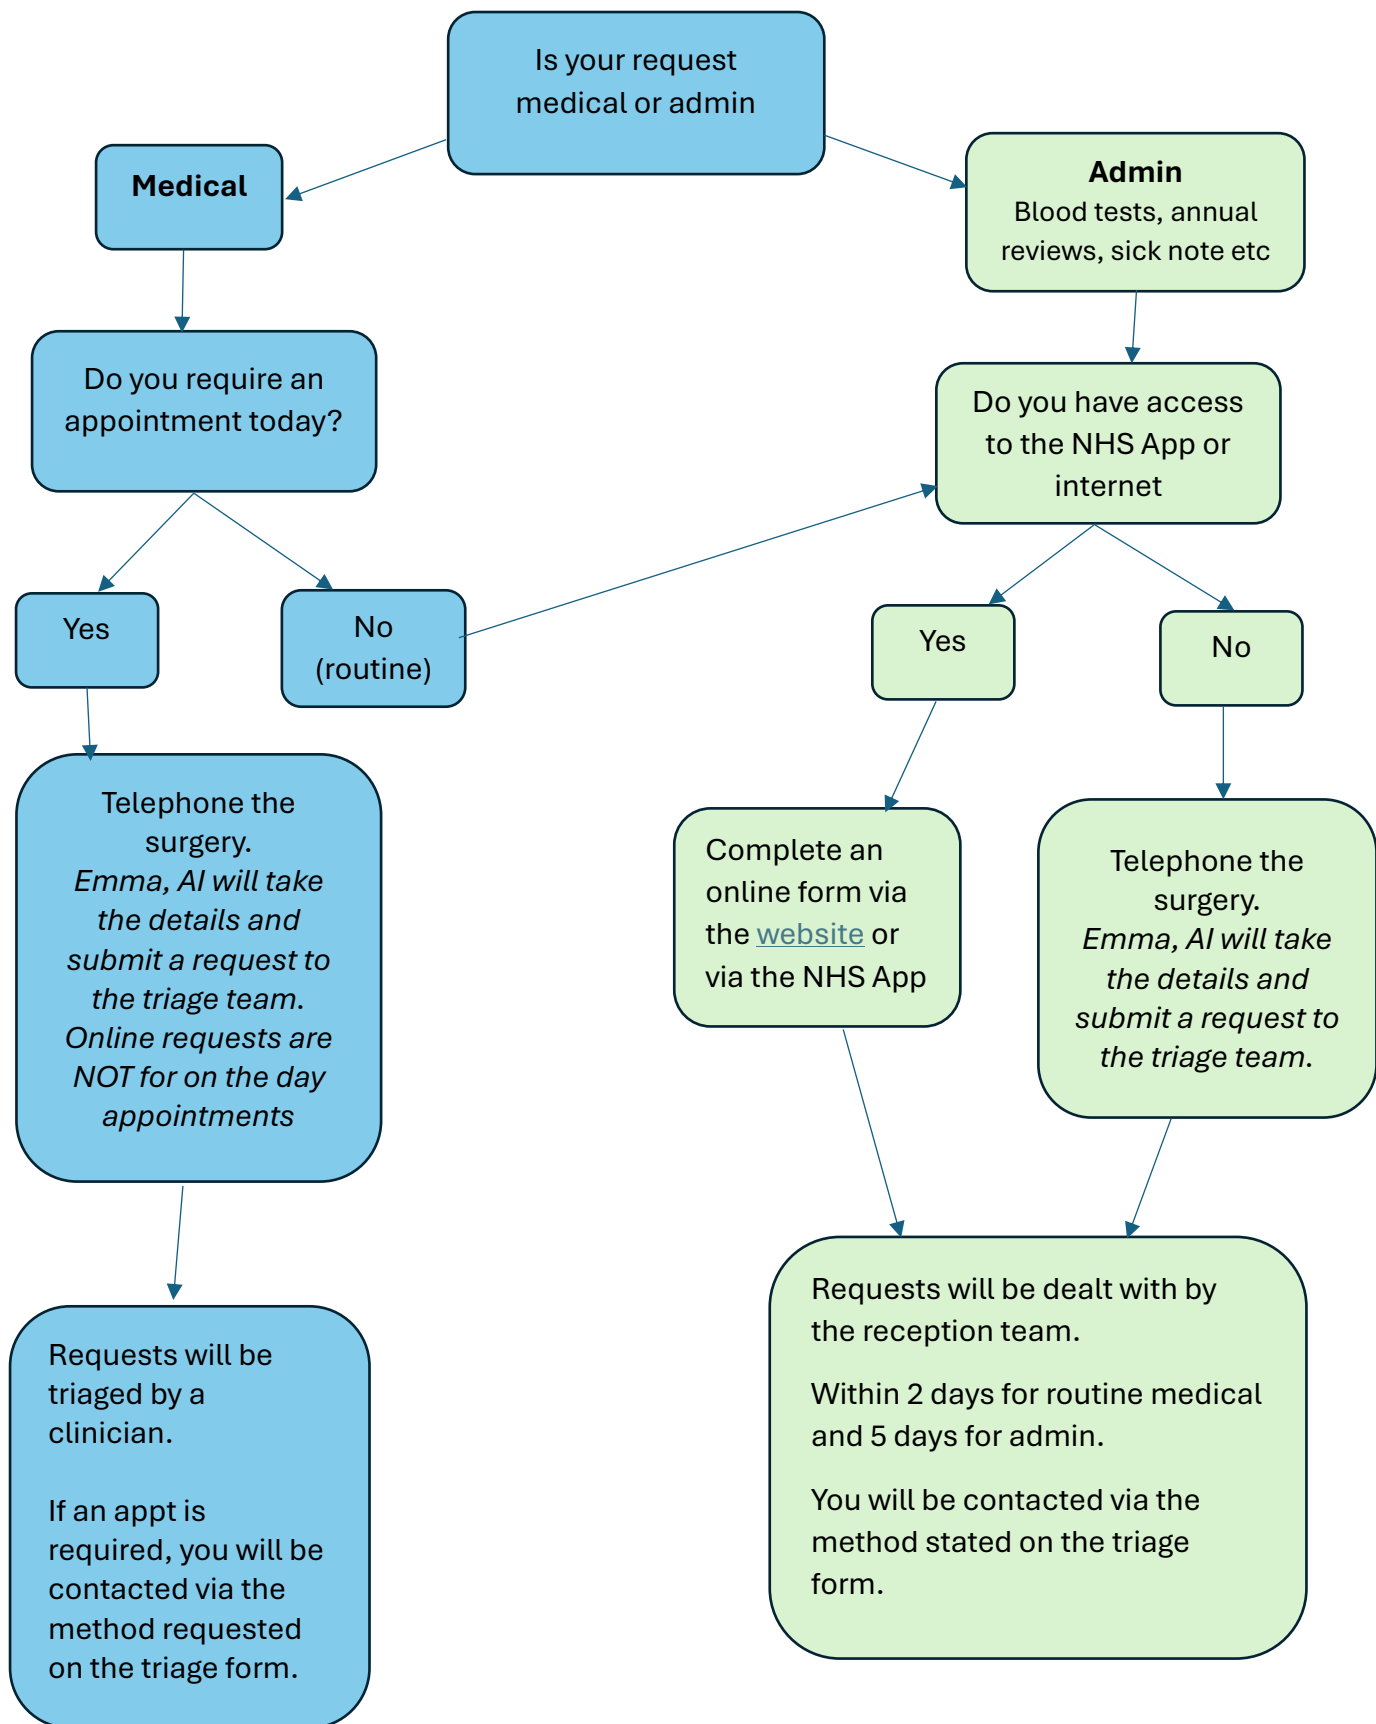 Is your request
medical or admin
Medical
Admin
Blood tests, annual
reviews, sick note etc
Do you require an
appointment today?
Do you have access
to the NHS App or
internet
Yes
No
(routine)
Yes
No
Telephone the
surgery.
Emma, AI will take
the details and
submit a request to
the triage team.
Online requests are
NOT for on the day
appointments
Complete an
online form via
the website or
via the NHS App
Telephone the
surgery.
Emma, AI will take
the details and
submit a request to
the triage team.
Requests will be
triaged by a
clinician.
If an appt is
required, you will be
contacted via the
method requested
on the triage form.
Requests will be dealt with by
the reception team.
Within 2 days for routine medical
and 5 days for admin.
You will be contacted via the
method stated on the triage
form.